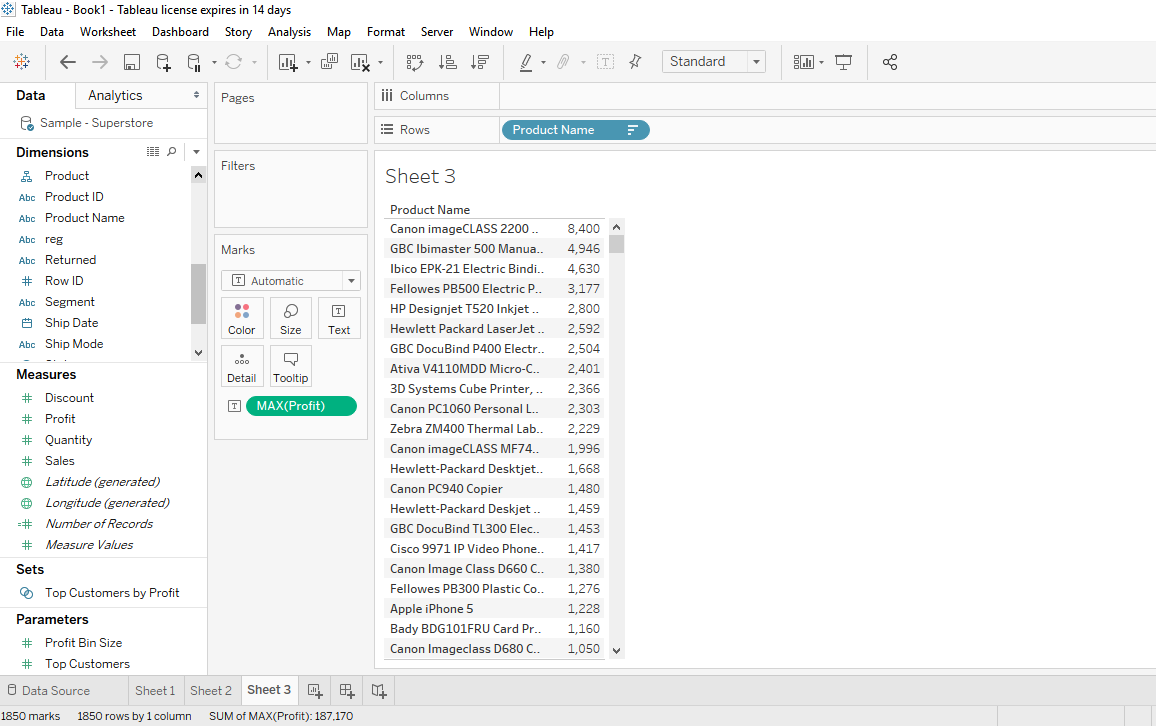 Tableau - Book1 - Tableau license expires in 14 days
File Data Worksheet Dashboard Story Analysis Map Format Server Window Help
Standard
Data Analytics
Sample - Superstore
Dimensions
Product
Abc Product ID
Abc Product Name
Abc reg
Abc Returned
Row ID
Abc Segment
Ship Date
Abc Ship Mode
Measures
Discount
Profit
Quantity
Sales
Latitude (generated)
Longitude (generated)
Number of Records
Measure Values
Sets
Top Customers by Profit
Parameters
Profit Bin Size
Top Customers
Pages
Filters
Marks
Automatic
Color Size Text
Detail Tooltip
MAX(Profit)
Columns
Rows Product Name
Sheet 3
Product Name
Canon imageCLASS 2200 .. 8,400
GBC Ibimaster 500 Manua.. 4,946
Ibico EPK-21 Electric Bindi.. 4,630
Fellowes PB500 Electric P.. 3,177
HP Designjet T520 Inkjet .. 2,800
Hewlett Packard LaserJet .. 2,592
GBC DocuBind P400 Electr.. 2,504
Ativa V4110MDD Micro-C.. 2,401
3D Systems Cube Printer, .. 2,366
Canon PC1060 Personal L.. 2,303
Zebra ZM400 Thermal Lab.. 2,229
Canon imageCLASS MF74.. 1,996
Hewlett-Packard Desktjet.. 1,668
Canon PC940 Copier 1,480
Hewlett-Packard Deskjet .. 1,459
GBC DocuBind TL300 Elec.. 1,453
Cisco 9971 IP Video Phone.. 1,417
Canon Image Class D660 C.. 1,380
Fellowes PB300 Plastic Co.. 1,276
Apple iPhone 5 1,228
Bady BDG101FRU Card Pr.. 1,160
Canon Imageclass D680 C.. 1,050
Data Source Sheet 1 Sheet 2 Sheet 3
1850 marks 1850 rows by 1 column SUM of MAX(Profit): 187,170